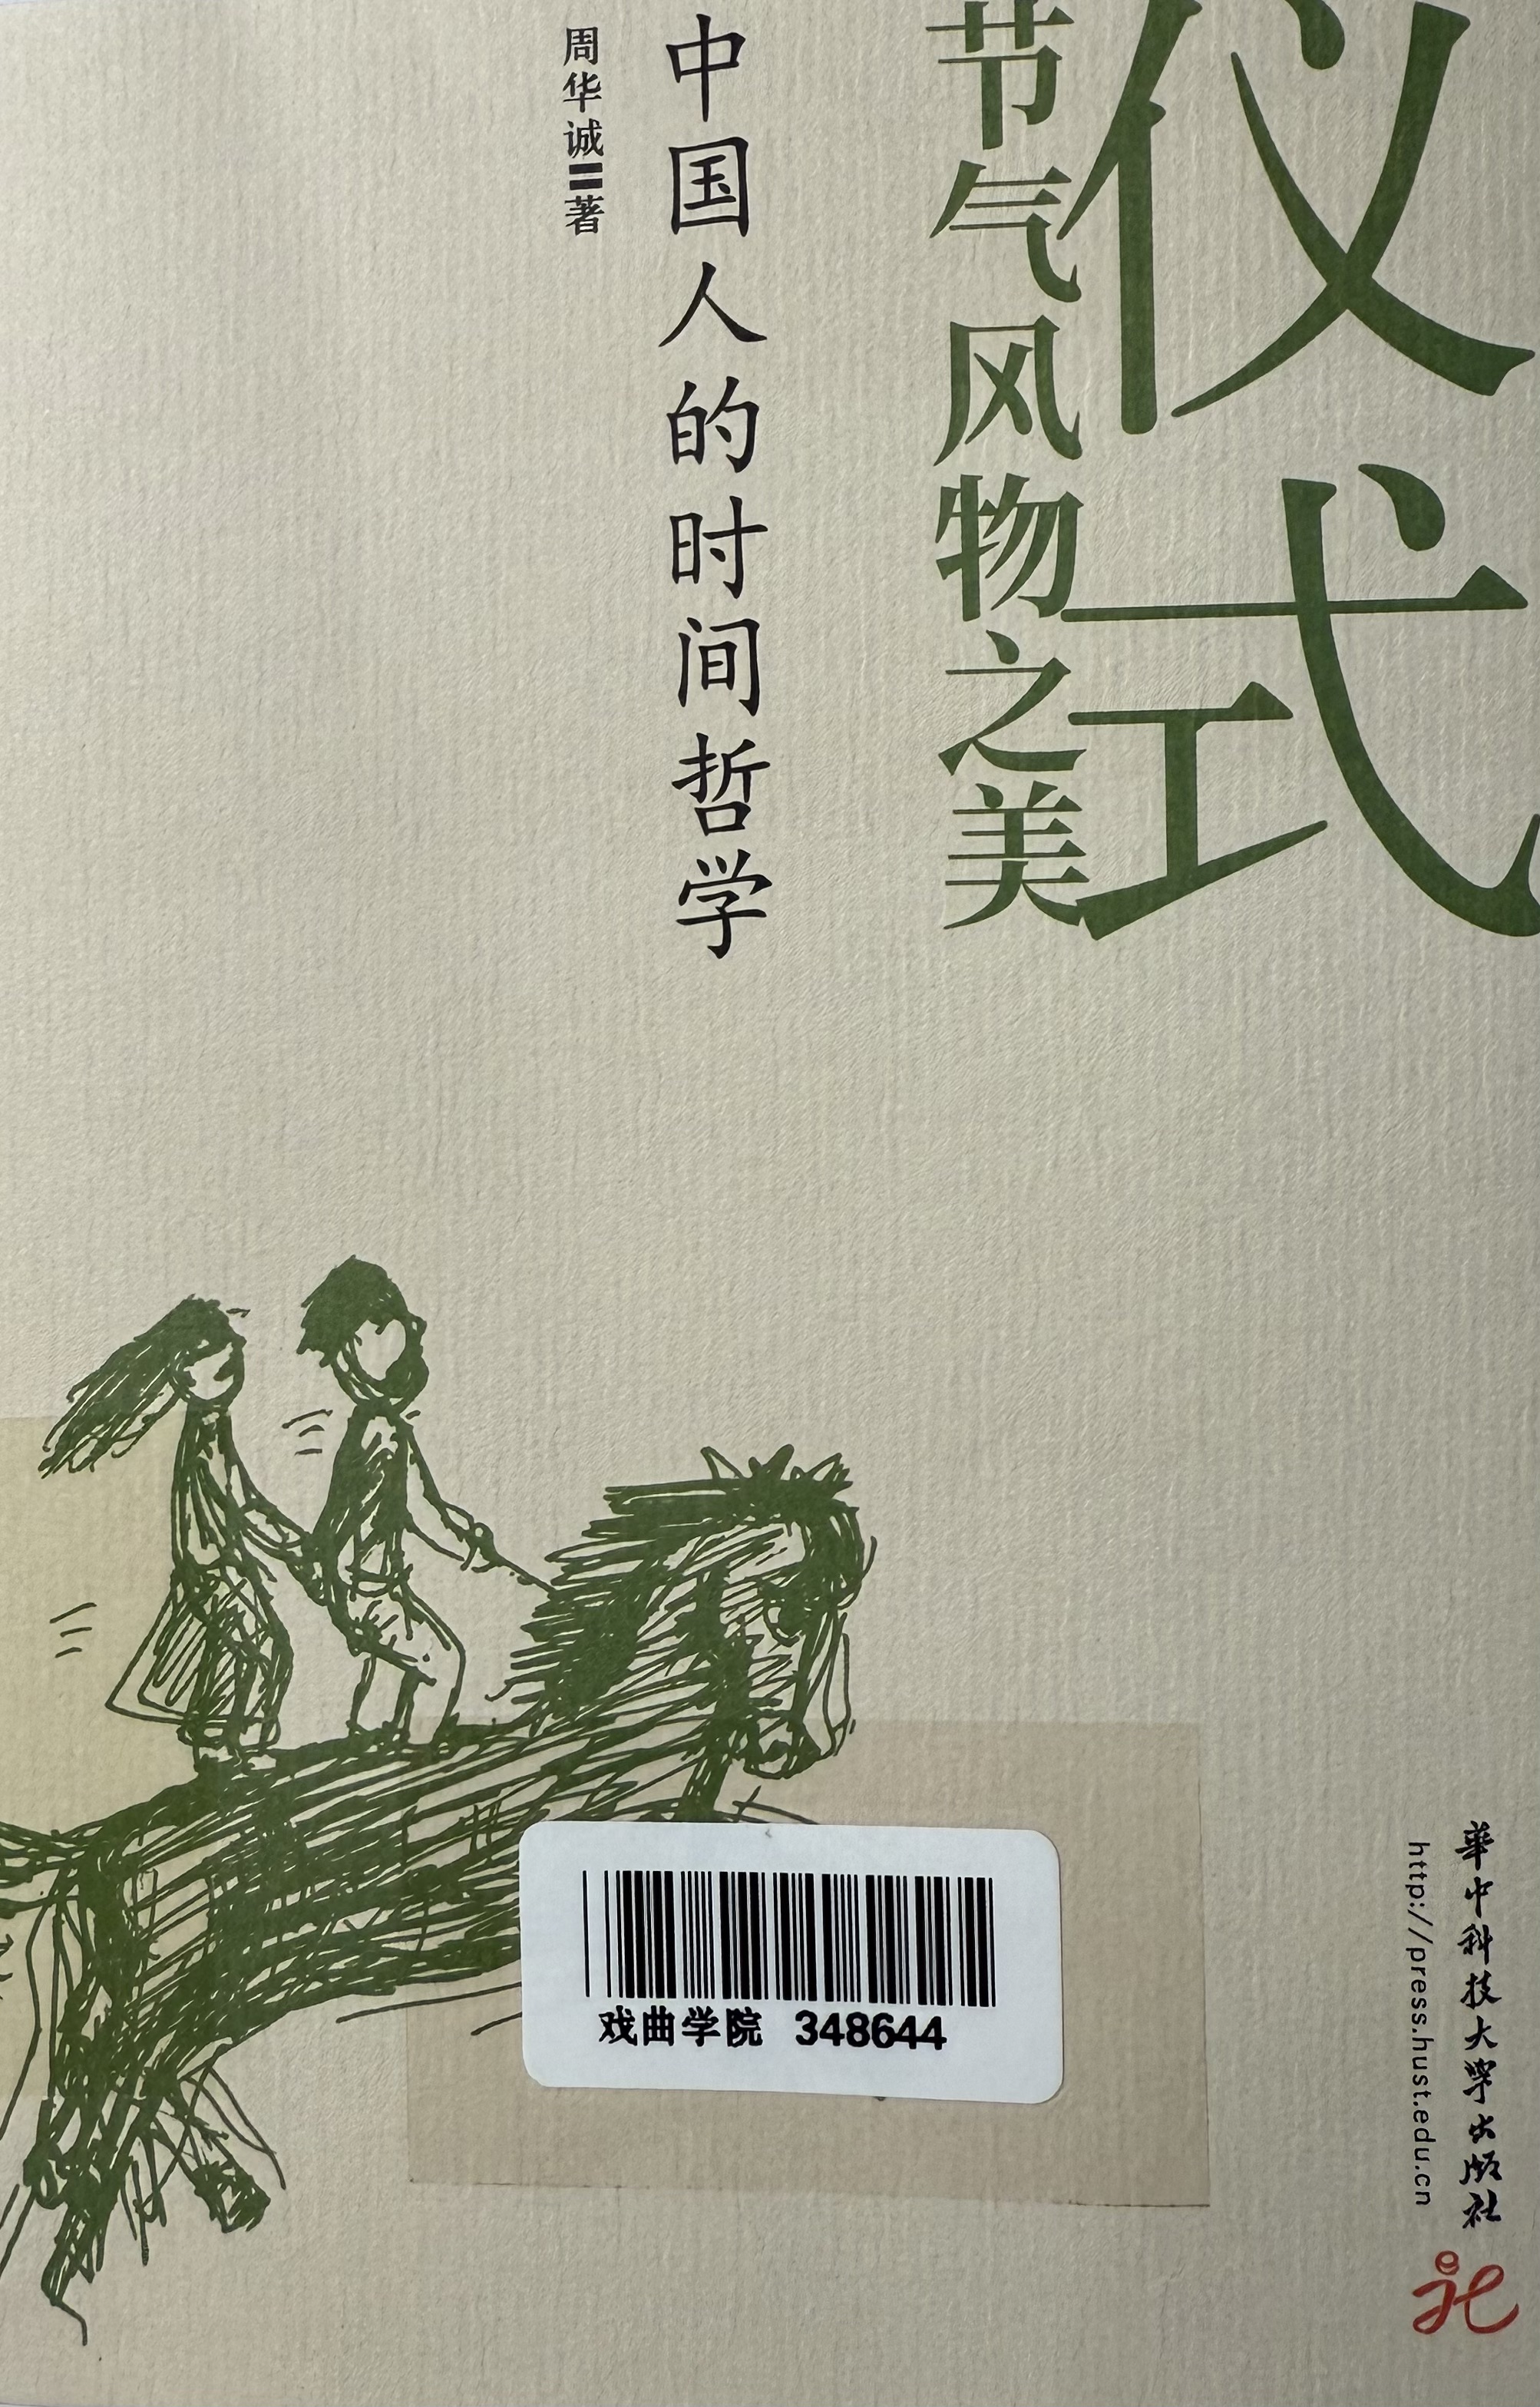 仪式
节气风物之美
中国人的时间哲学
周华诚 著
戏曲学院 348644
華中科技大学出版社
http://press.hust.edu.cn